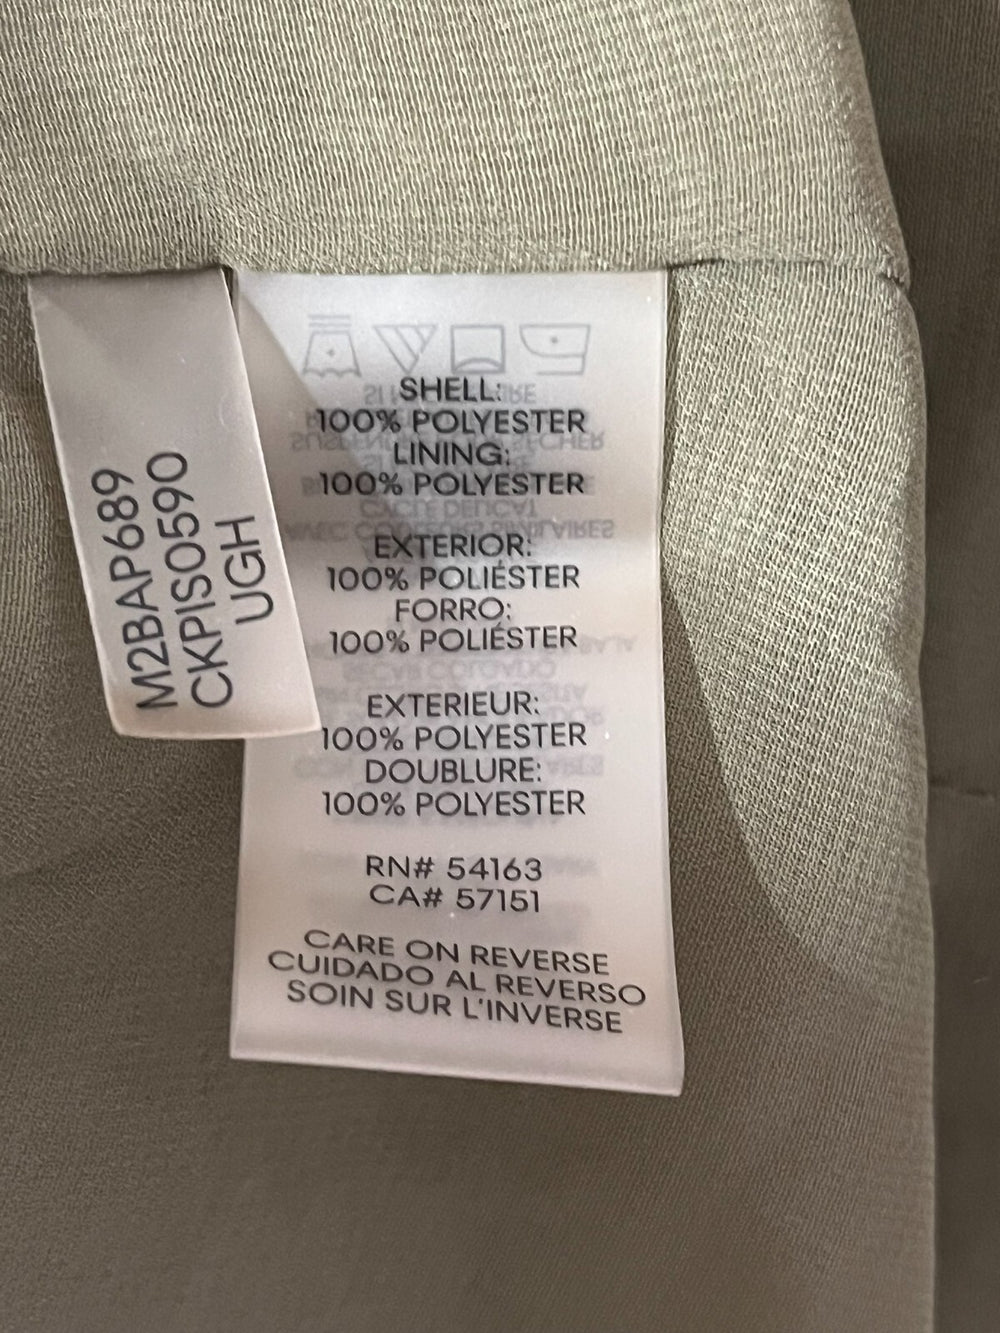 M2BAP689
CKPIS0590
UGH
SHELL:
100% POLYESTER
LINING:
100% POLYESTER
EXTERIOR:
100% POLIÉSTER
FORRO:
100% POLIÉSTER
EXTERIEUR:
100% POLYESTER
DOUBLURE:
100% POLYESTER
RN# 54163
CA# 57151
CARE ON REVERSE
CUIDADO AL REVERSO
SOIN SUR L'INVERSE